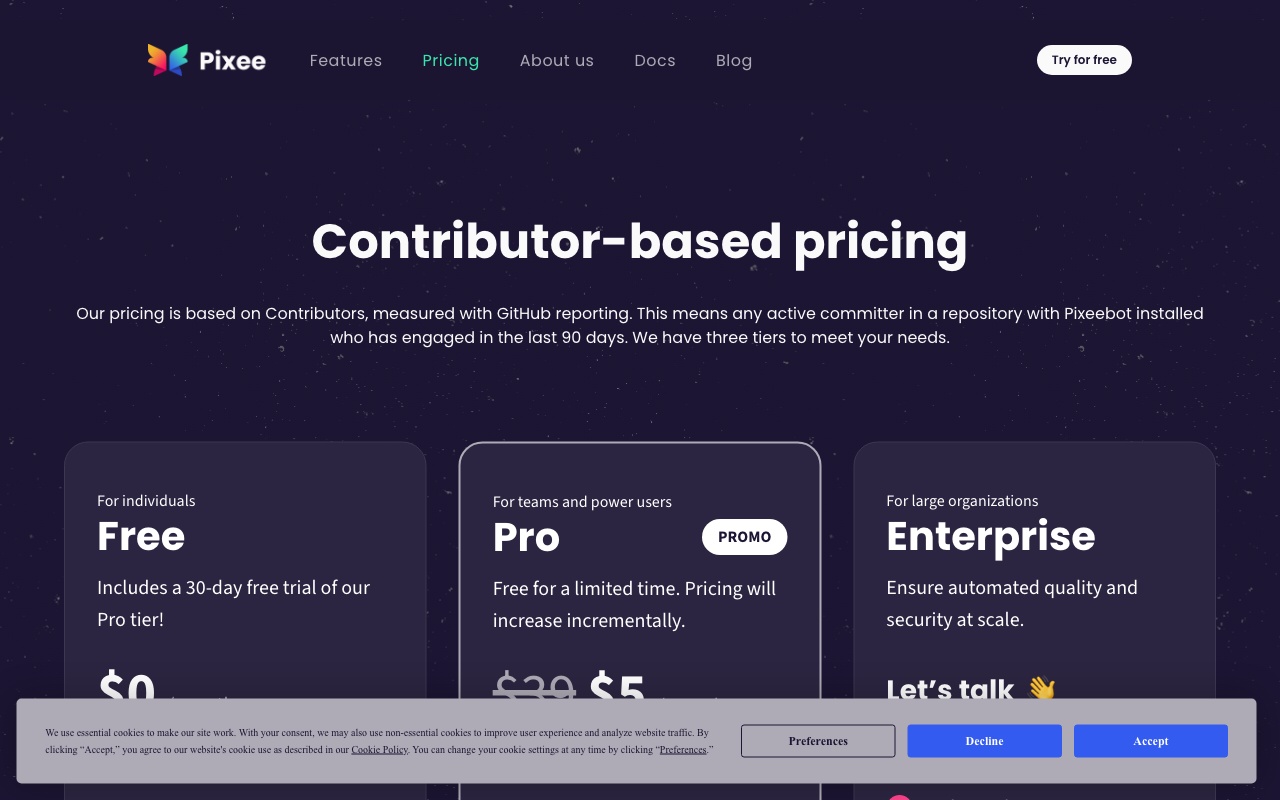 Pixee
Features
Pricing
About us
Docs
Blog
Try for free
Contributor-based pricing
Our pricing is based on Contributors, measured with GitHub reporting. This means any active committer in a repository with Pixeebot installed
who has engaged in the last 90 days. We have three tiers to meet your needs.
For individuals
Free
Includes a 30-day free trial of our
Pro tier!
$0
For teams and power users
Pro
PROMO
Free for a limited time. Pricing will
increase incrementally.
$39 $5
For large organizations
Enterprise
Ensure automated quality and
security at scale.
Let’s talk 👋
We use essential cookies to make our site work. With your consent, we may also use non-essential cookies to improve user experience and analyze website traffic. By
clicking “Accept,” you agree to our website's cookie use as described in our Cookie Policy. You can change your cookie settings at any time by clicking “Preferences.”
Preferences
Decline
Accept